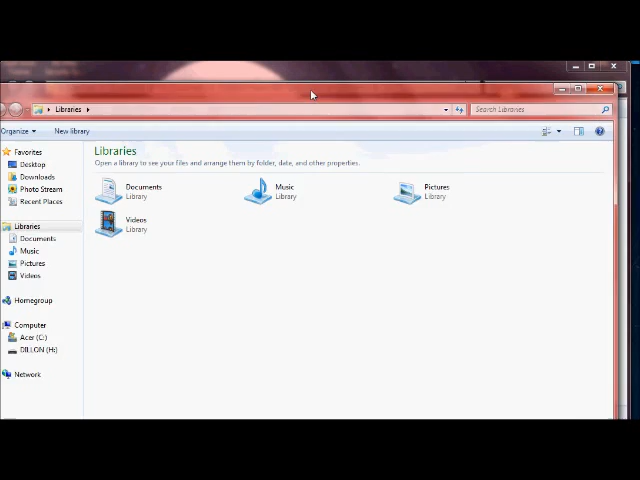 Libraries
Search Libraries
Organize
New library
Libraries
Open a library to see your files and arrange them by folder, date, and other properties.
Favorites
Desktop
Downloads
Photo Stream
Recent Places
Libraries
Documents
Music
Pictures
Videos
Homegroup
Computer
Acer (C:)
DILLON (H:)
Network
Documents
Library
Music
Library
Pictures
Library
Videos
Library